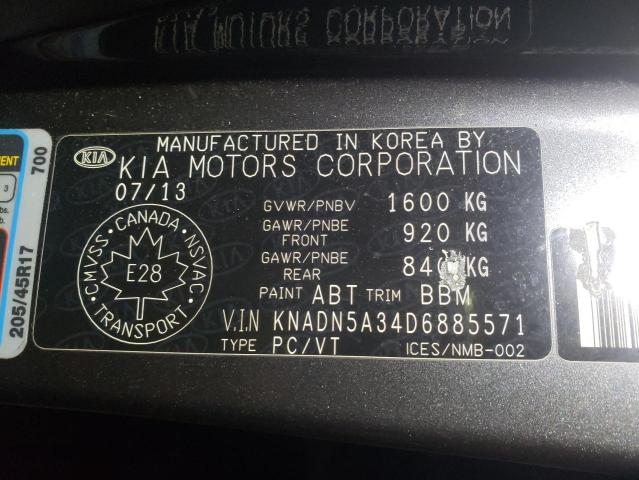 MANUFACTURED IN KOREA BY
KIA KIA MOTORS CORPORATION
07/13
GVWR/PNBV 1600 KG
GAWR/PNBE FRONT 920 KG
GAWR/PNBE REAR KG
PAINT ABT TRIM BBM
V.I.N KNADN5A34D6885571
TYPE PC/VT ICES/NMB-002
CANADA
CMVSS NSVAC
E28
TRANSPORT
700
3
205/45R17